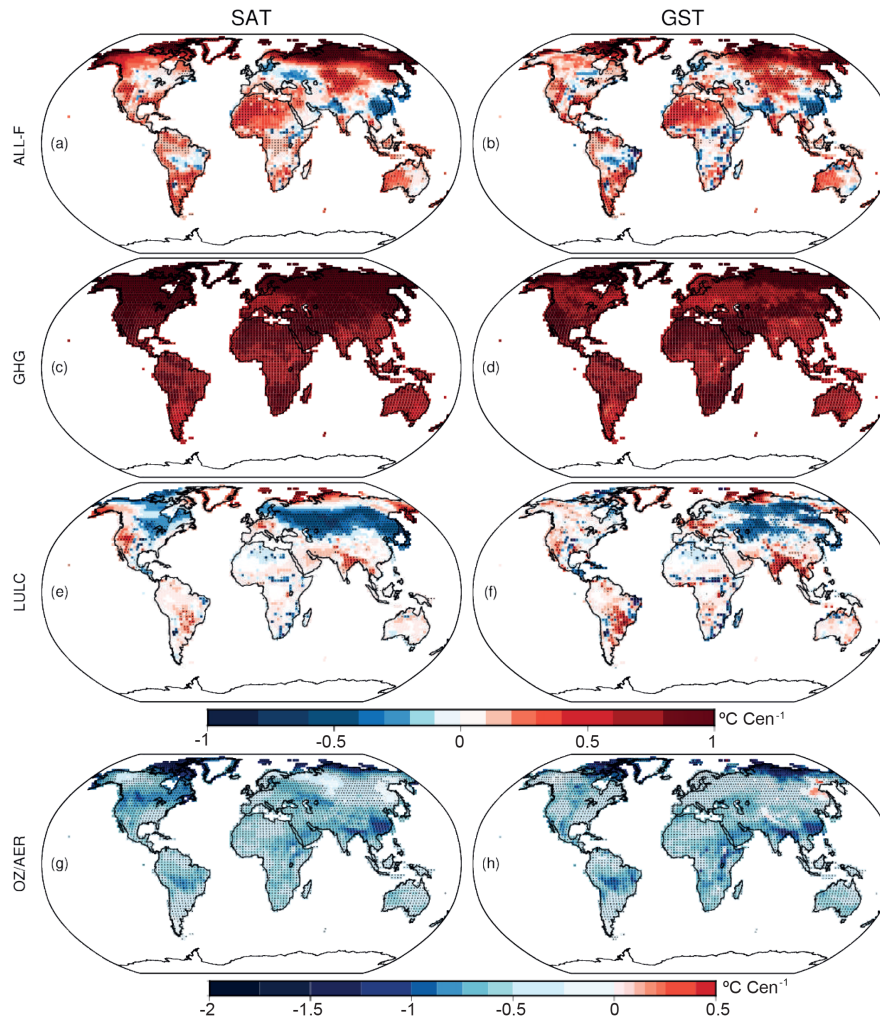 SAT GST
ALL-F (a) (b)
GHG (c) (d)
LULC (e) (f)
-1 -0.5 0 0.5 1 ºC Cen-1
OZ/AER (g) (h)
-2 -1.5 -1 -0.5 0 0.5 ºC Cen-1